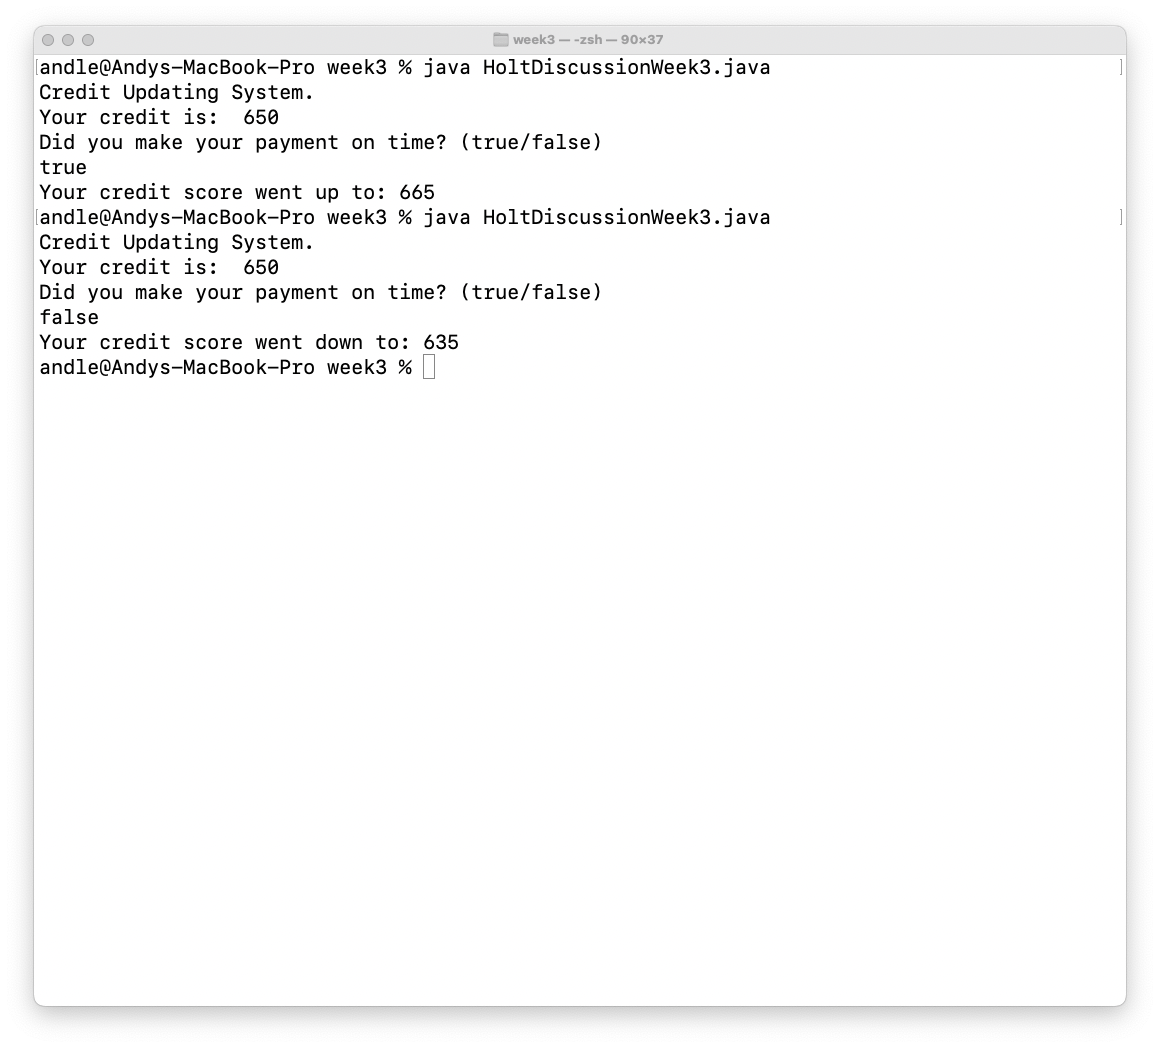 week3 — -zsh — 90×37
andle@Andys-MacBook-Pro week3 % java HoltDiscussionWeek3.java
Credit Updating System.
Your credit is:  650
Did you make your payment on time? (true/false)
true
Your credit score went up to: 665
andle@Andys-MacBook-Pro week3 % java HoltDiscussionWeek3.java
Credit Updating System.
Your credit is:  650
Did you make your payment on time? (true/false)
false
Your credit score went down to: 635
andle@Andys-MacBook-Pro week3 %